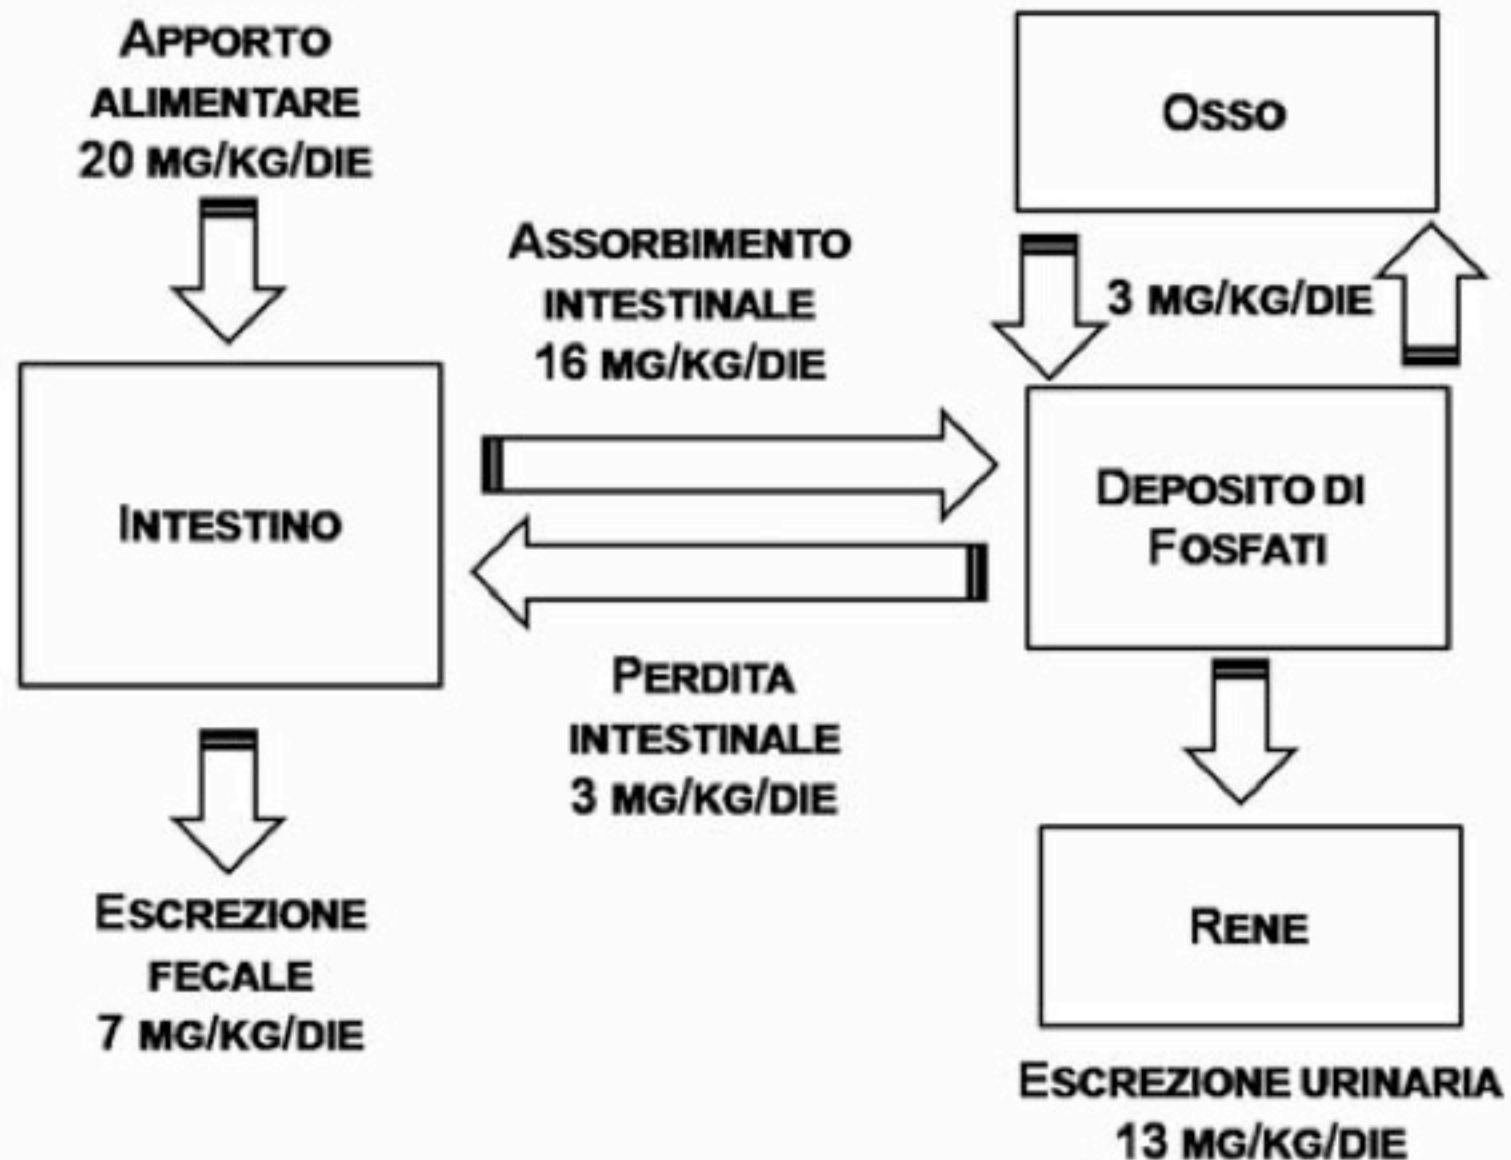 APPORTO
ALIMENTARE
20 MG/KG/DIE
OSSO
ASSORBIMENTO
INTESTINALE
16 MG/KG/DIE
3 MG/KG/DIE
INTESTINO
DEPOSITO DI
FOSFATI
PERDITA
INTESTINALE
3 MG/KG/DIE
ESCREZIONE
FECALE
7 MG/KG/DIE
RENE
ESCREZIONE URINARIA
13 MG/KG/DIE